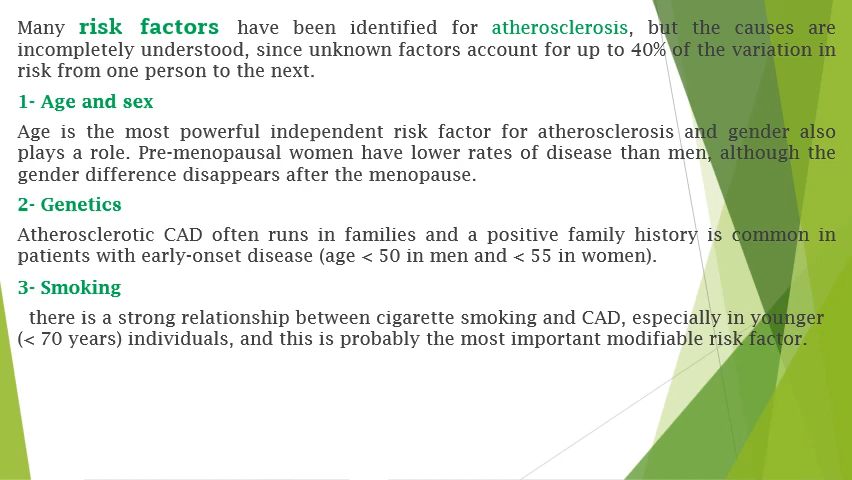 Many risk factors have been identified for atherosclerosis, but the causes are
incompletely understood, since unknown factors account for up to 40% of the variation in
risk from one person to the next.
1- Age and sex
Age is the most powerful independent risk factor for atherosclerosis and gender also
plays a role. Pre-menopausal women have lower rates of disease than men, although the
gender difference disappears after the menopause.
2- Genetics
Atherosclerotic CAD often runs in families and a positive family history is common in
patients with early-onset disease (age < 50 in men and < 55 in women).
3- Smoking
there is a strong relationship between cigarette smoking and CAD, especially in younger
(< 70 years) individuals, and this is probably the most important modifiable risk factor.